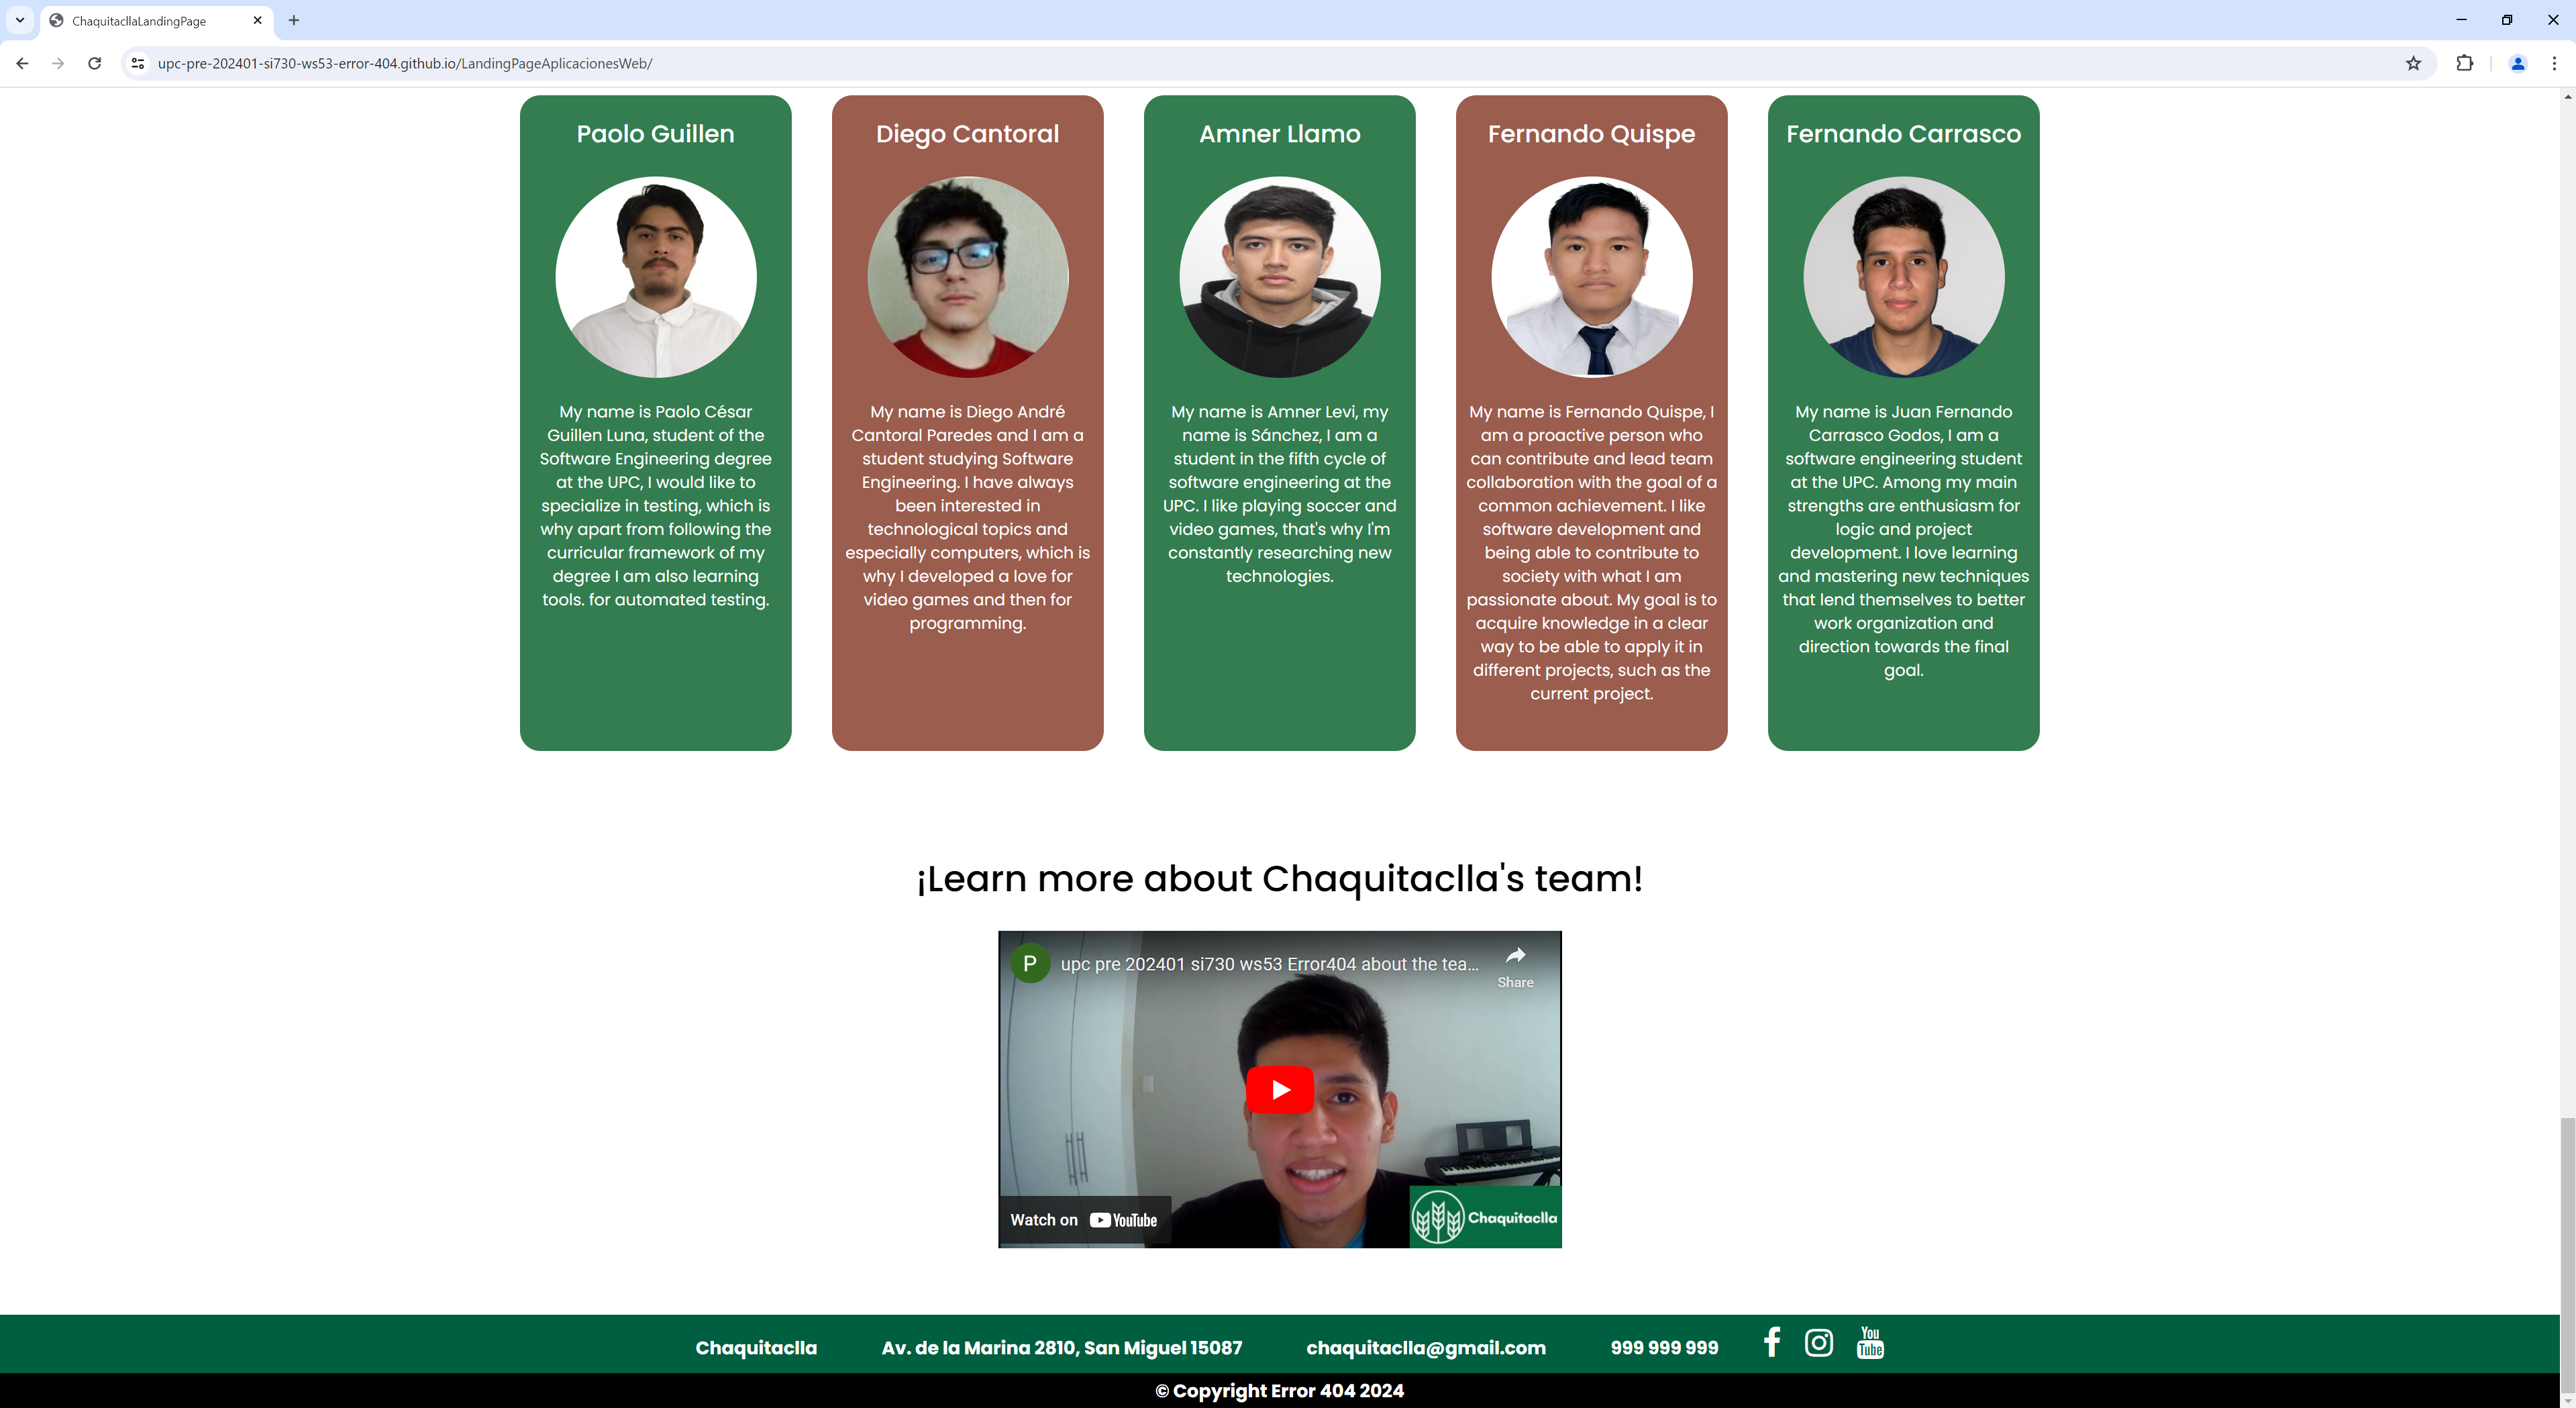 ChaquitacllaLandingPage
upc-pre-202401-si730-ws53-error-404.github.io/LandingPageAplicacionesWeb/
Paolo Guillen
My name is Paolo César
Guillen Luna, student of the
Software Engineering degree
at the UPC, I would like to
specialize in testing, which is
why apart from following the
curricular framework of my
degree I am also learning
tools. for automated testing.
Diego Cantoral
My name is Diego André
Cantoral Paredes and I am a
student studying Software
Engineering. I have always
been interested in
technological topics and
especially computers, which is
why I developed a love for
video games and then for
programming.
Amner Llamo
My name is Amner Levi, my
name is Sánchez, I am a
student in the fifth cycle of
software engineering at the
UPC. I like playing soccer and
video games, that's why I'm
constantly researching new
technologies.
Fernando Quispe
My name is Fernando Quispe, I
am a proactive person who
can contribute and lead team
collaboration with the goal of a
common achievement. I like
software development and
being able to contribute to
society with what I am
passionate about. My goal is to
acquire knowledge in a clear
way to be able to apply it in
different projects, such as the
current project.
Fernando Carrasco
My name is Juan Fernando
Carrasco Godos, I am a
software engineering student
at the UPC. Among my main
strengths are enthusiasm for
logic and project
development. I love learning
and mastering new techniques
that lend themselves to better
work organization and
direction towards the final
goal.
¡Learn more about Chaquitaclla's team!
P
upc pre 202401 si730 ws53 Error404 about the tea...
Share
Watch on YouTube
Chaquitaclla
Chaquitaclla
Av. de la Marina 2810, San Miguel 15087
chaquitaclla@gmail.com
999 999 999
You
Tube
© Copyright Error 404 2024